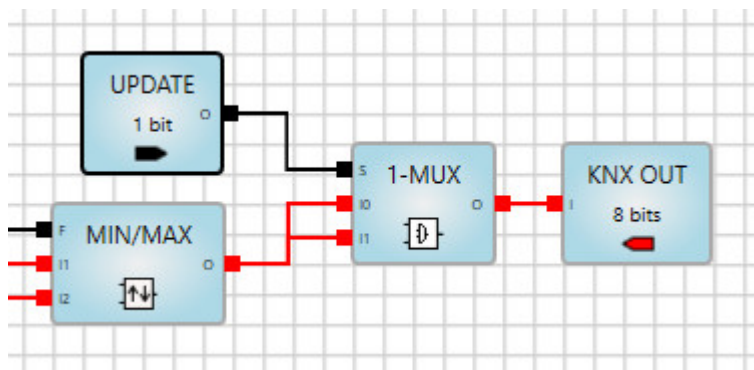 UPDATE
1 bit
O
S
1-MUX
I0
O
I1
KNX OUT
I
8 bits
F
MIN/MAX
I1
O
I2